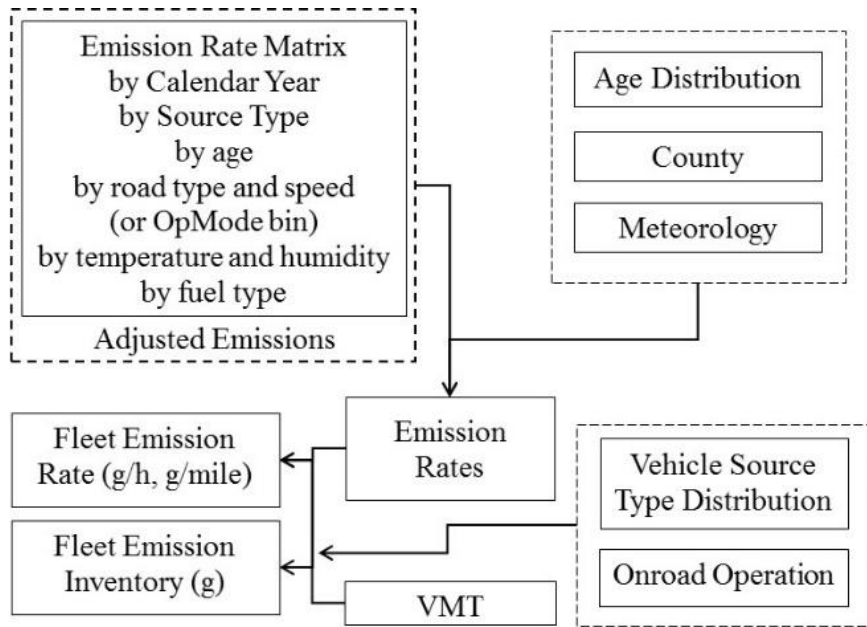 Emission Rate Matrix
by Calendar Year
by Source Type
by age
by road type and speed
(or OpMode bin)
by temperature and humidity
by fuel type
Adjusted Emissions
Age Distribution
County
Meteorology
Emission
Rates
Fleet Emission
Rate (g/h, g/mile)
Fleet Emission
Inventory (g)
VMT
Vehicle Source
Type Distribution
Onroad Operation